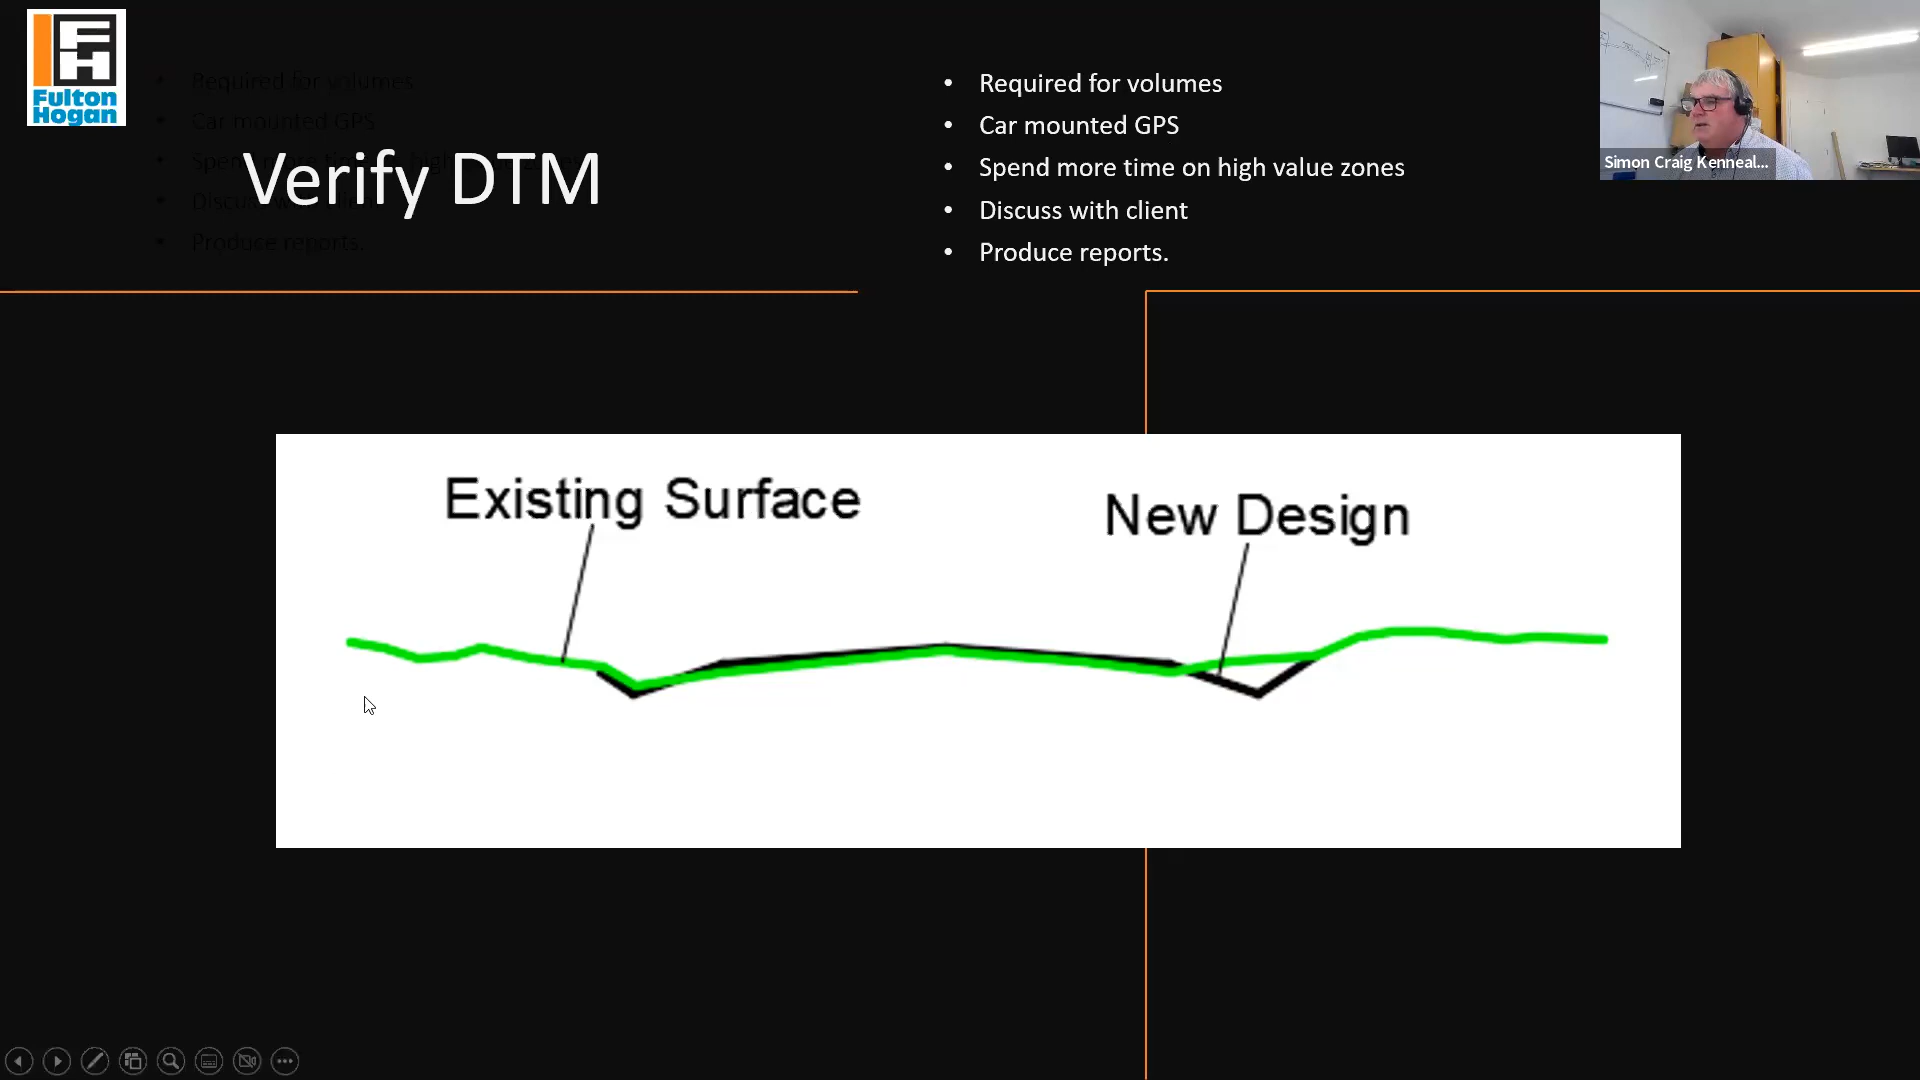 Fulton
Hogan
Verify DTM
• Required for volumes
• Car mounted GPS
• Spend more time on high value zones
• Discuss with client
• Produce reports.
• Required for volumes
• Car mounted GPS
• Spend more time on high value zones
• Discuss with client
• Produce reports.
Simon Craig Kenneal...
Existing Surface
New Design